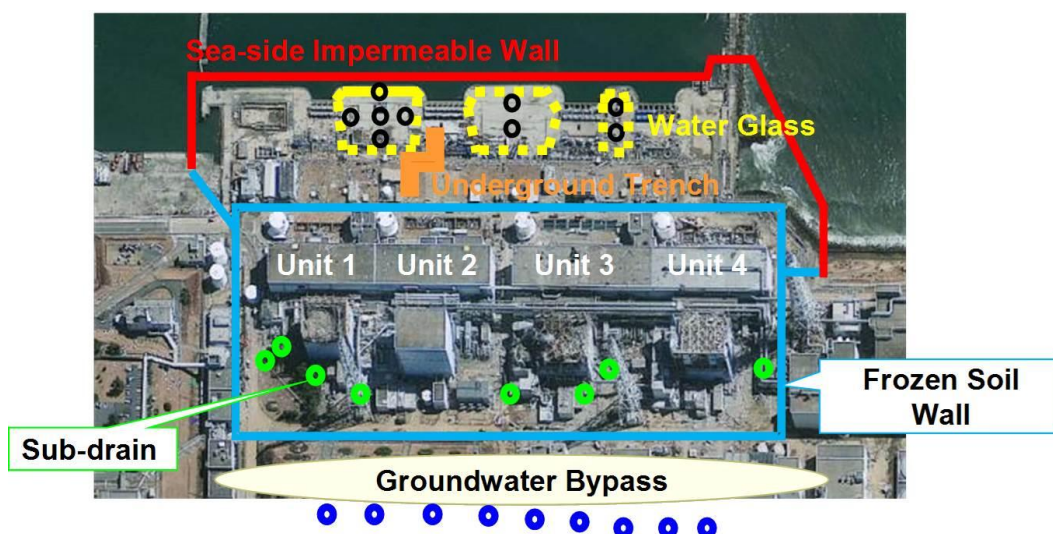 Sea-side Impermeable Wall
Water Glass
Underground Trench
Unit 1
Unit 2
Unit 3
Unit 4
Frozen Soil
Wall
Sub-drain
Groundwater Bypass